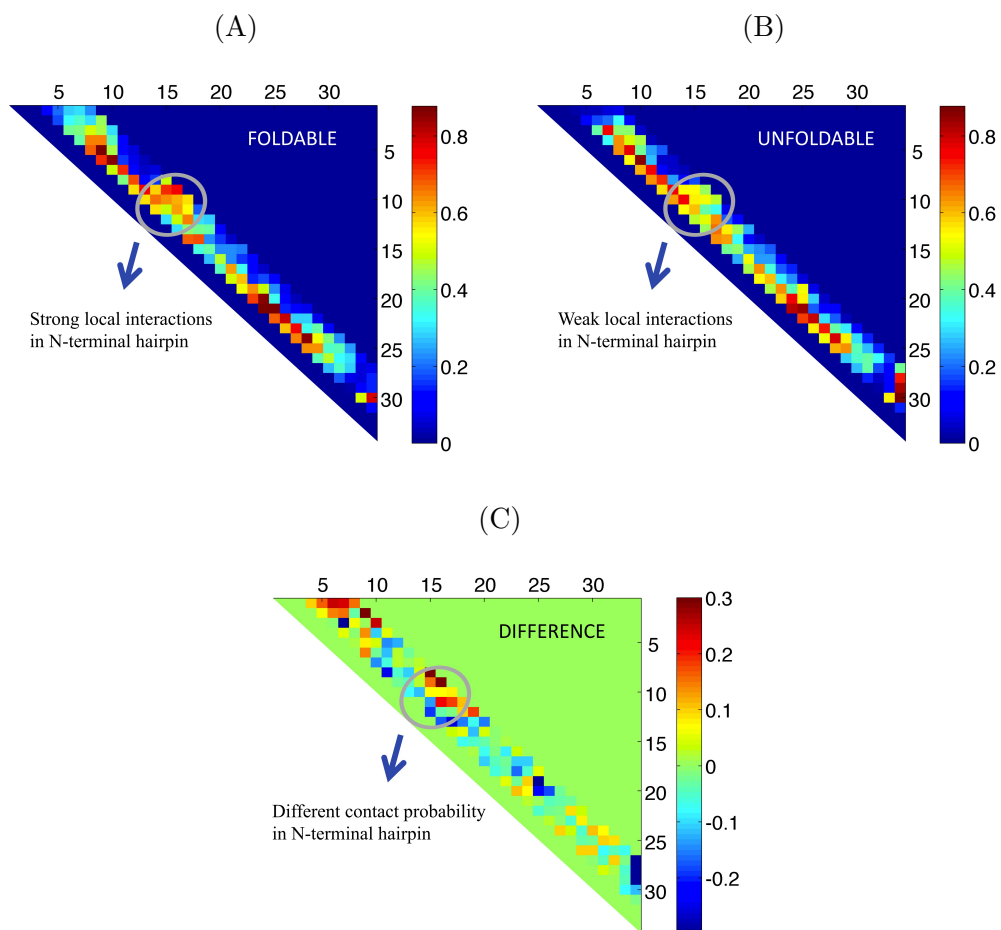 (A)
5 10 15 20 25 30
FOLDABLE
5
10
15
20
25
30
0.8
0.6
0.4
0.2
0
Strong local interactions
in N-terminal hairpin
(B)
5 10 15 20 25 30
UNFOLDABLE
5
10
15
20
25
30
0.8
0.6
0.4
0.2
0
Weak local interactions
in N-terminal hairpin
(C)
5 10 15 20 25 30
DIFFERENCE
5
10
15
20
25
30
0.3
0.2
0.1
0
-0.1
-0.2
Different contact probability
in N-terminal hairpin